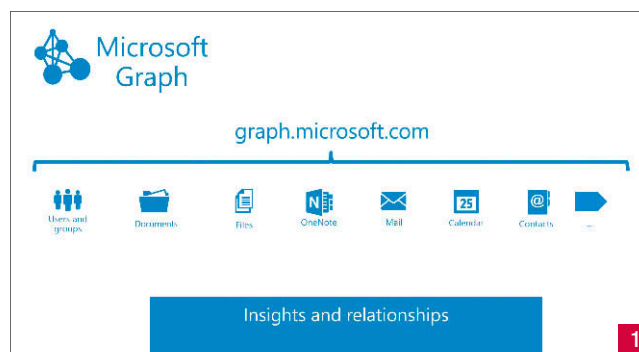 Microsoft
Graph
graph.microsoft.com
Users and
groups
Documents
Files
OneNote
Mail
25
Calendar
@
Contacts
...
Insights and relationships
1